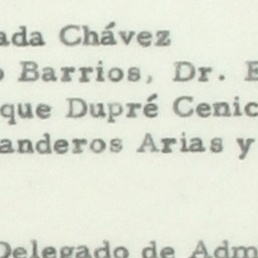 ada Chávez
o Barrios, Dr. E
que Dupré Cenic
anderos Arias y
Delegado de Adm